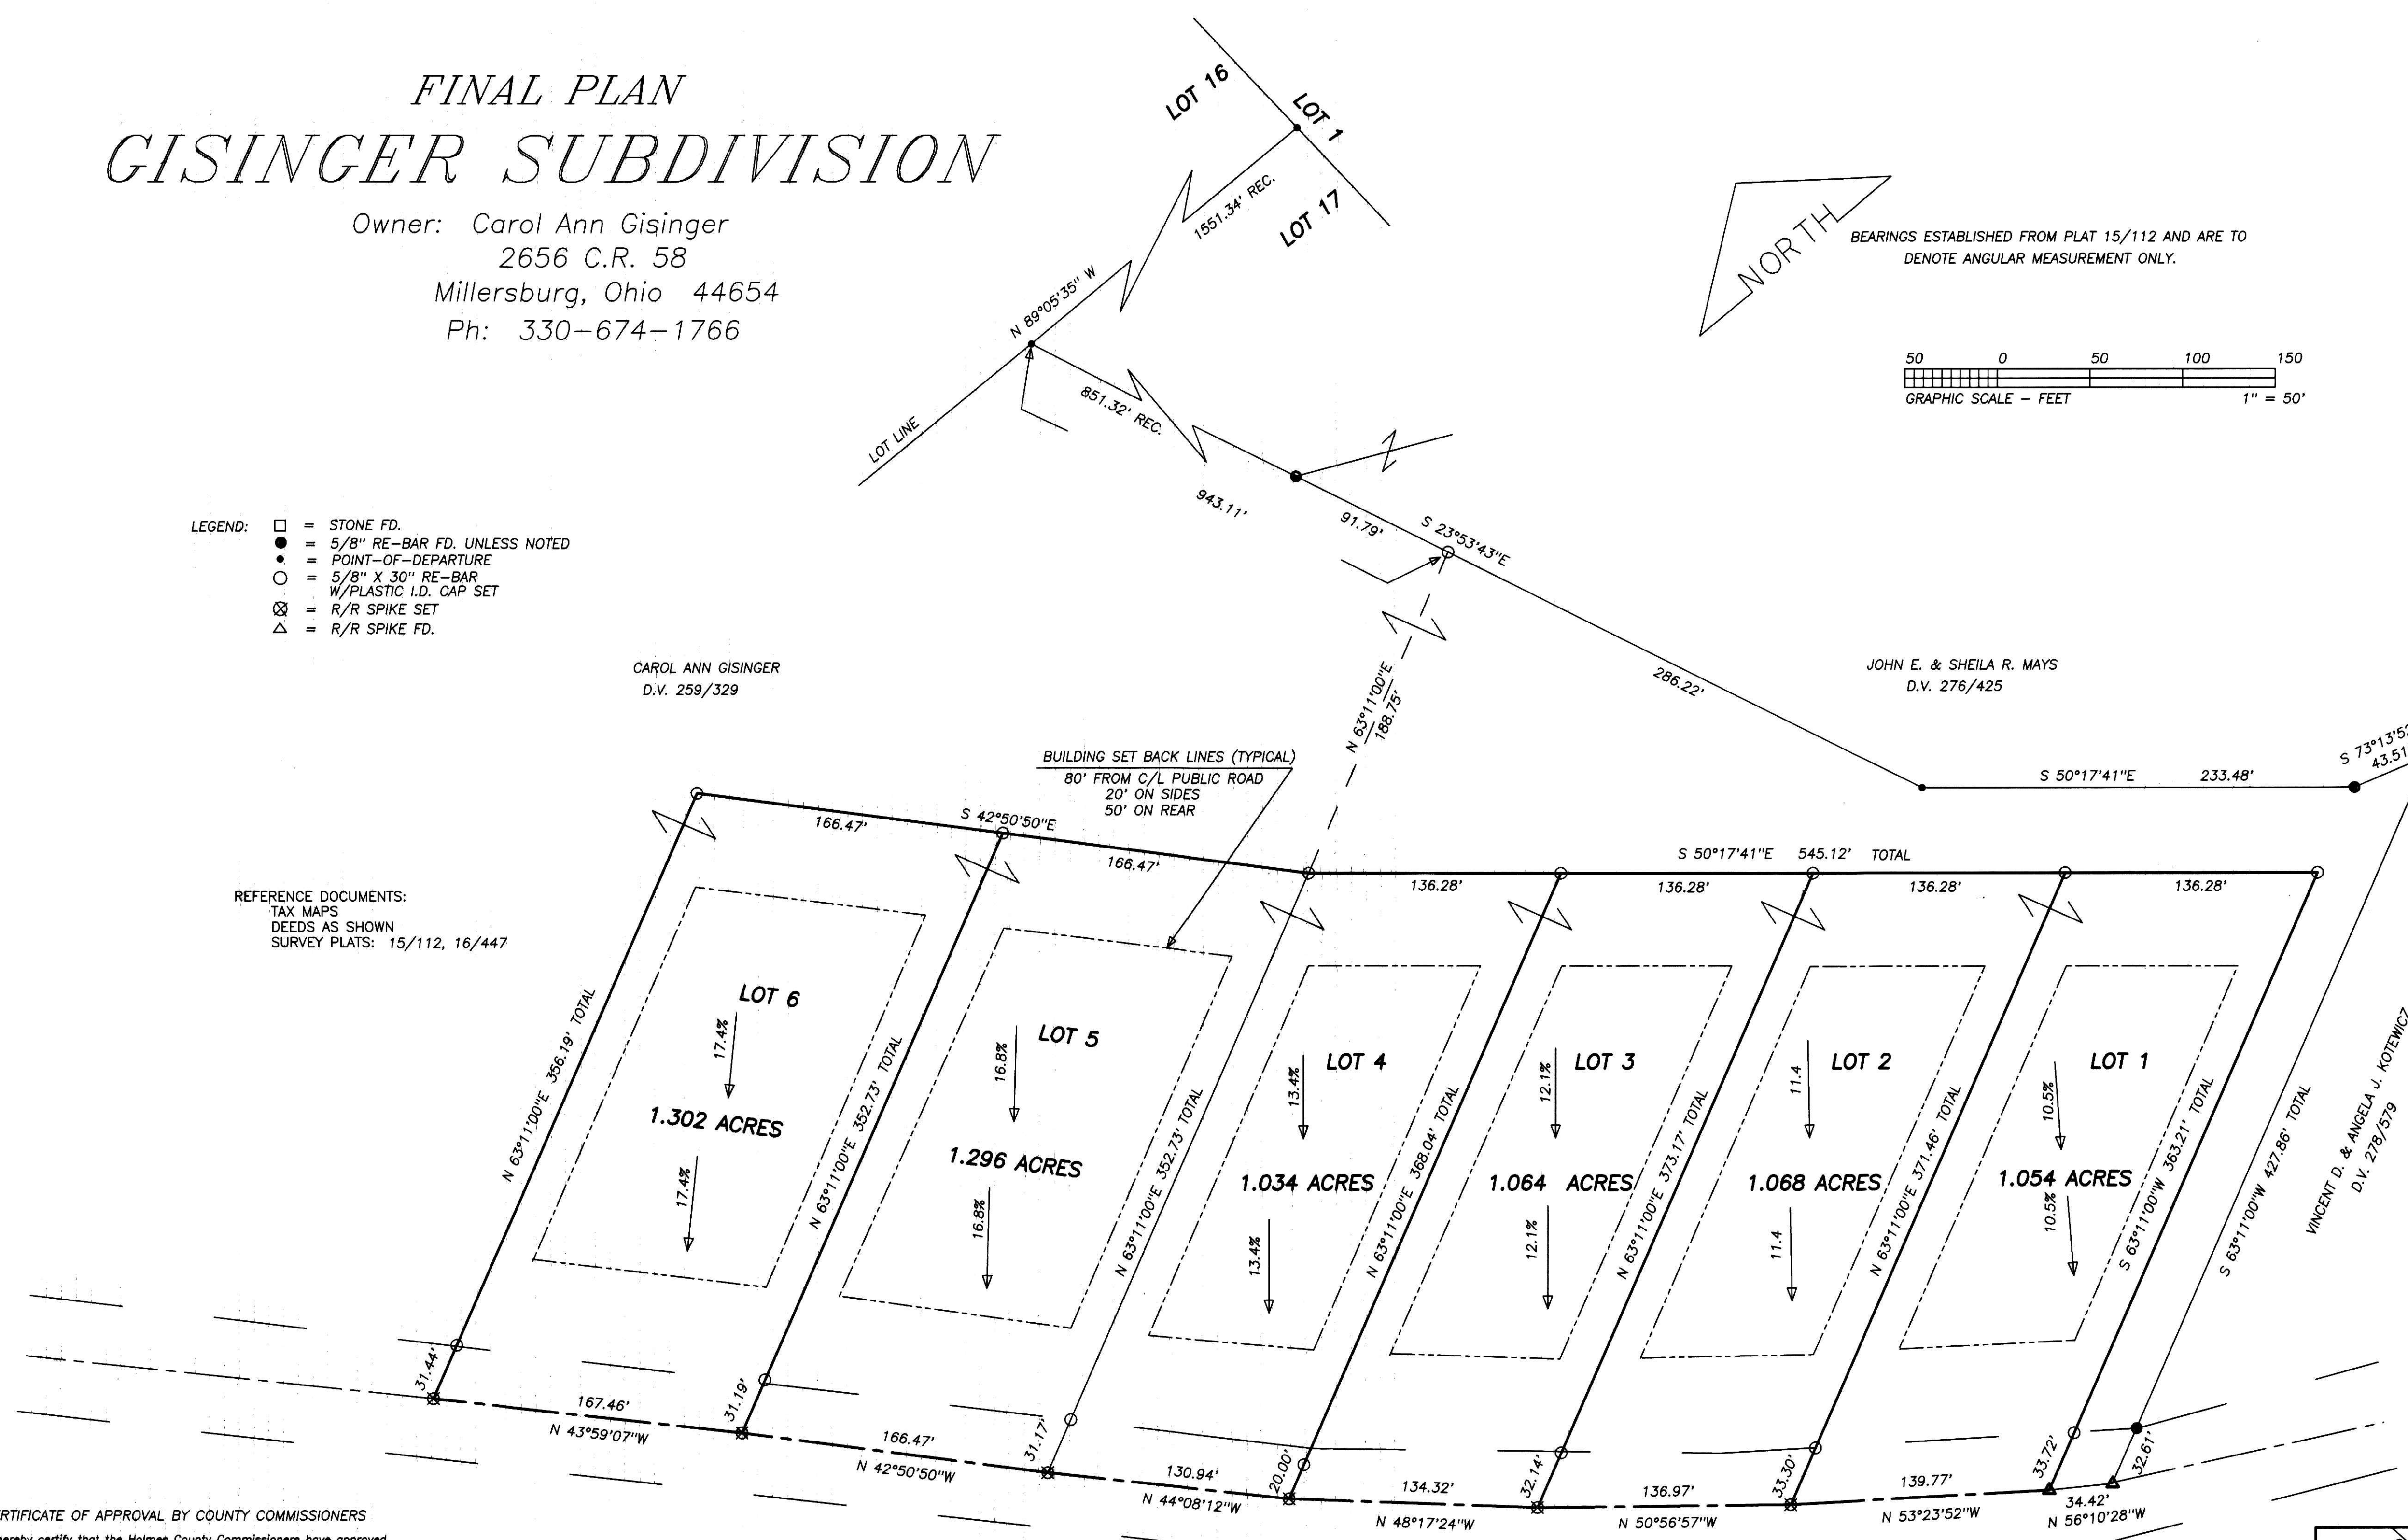 FINAL PLAN
GISINGER SUBDIVISION
Owner: Carol Ann Gisinger
2656 C.R. 58
Millersburg, Ohio 44654
Ph: 330-674-1766
LOT 16
LOT 1
LOT 17
1551.34' REC.
N 89°05'35" W
LOT LINE
851.32' REC.
943.11'
91.79'
S 23°53'43"E
286.22'
NORTH
BEARINGS ESTABLISHED FROM PLAT 15/112 AND ARE TO
DENOTE ANGULAR MEASUREMENT ONLY.
50 0 50 100 150
GRAPHIC SCALE - FEET 1" = 50'
LEGEND:
= STONE FD.
= 5/8" RE-BAR FD. UNLESS NOTED
= POINT-OF-DEPARTURE
= 5/8" X 30" RE-BAR
W/PLASTIC I.D. CAP SET
= R/R SPIKE SET
= R/R SPIKE FD.
CAROL ANN GISINGER
D.V. 259/329
JOHN E. & SHEILA R. MAYS
D.V. 276/425
N 63°11'00"E
188.75'
S 50°17'41"E 233.48'
S 73°13'52
43.51
BUILDING SET BACK LINES (TYPICAL)
80' FROM C/L PUBLIC ROAD
20' ON SIDES
50' ON REAR
166.47'
S 42°50'50"E
166.47'
S 50°17'41"E 545.12' TOTAL
136.28'
136.28'
136.28'
136.28'
REFERENCE DOCUMENTS:
TAX MAPS
DEEDS AS SHOWN
SURVEY PLATS: 15/112, 16/447
N 63°11'00"E 356.19' TOTAL
LOT 6
17.4%
1.302 ACRES
17.4%
N 63°11'00"E 352.73' TOTAL
LOT 5
16.8%
1.296 ACRES
16.8%
N 63°11'00"E 352.73' TOTAL
LOT 4
13.4%
1.034 ACRES
13.4%
N 63°11'00"E 368.04' TOTAL
LOT 3
12.1%
1.064 ACRES
12.1%
N 63°11'00"E 373.17' TOTAL
LOT 2
11.4
1.068 ACRES
11.4
N 63°11'00"E 371.46' TOTAL
LOT 1
10.5%
1.054 ACRES
10.5%
S 63°11'00"W 363.21' TOTAL
S 63°11'00"W 427.86' TOTAL
VINCENT D. & ANGELA J. KOTEWICZ
D.V. 278/579
31.44'
167.46'
N 43°59'07"W
31.19'
166.47'
N 42°50'50"W
31.17'
130.94'
N 44°08'12"W
20.00'
134.32'
N 48°17'24"W
32.14'
136.97'
N 50°56'57"W
33.30'
139.77'
N 53°23'52"W
33.72'
34.42'
N 56°10'28"W
32.61'
RTIFICATE OF APPROVAL BY COUNTY COMMISSIONERS
ereby certify that the Holmes County Commissioners have approved